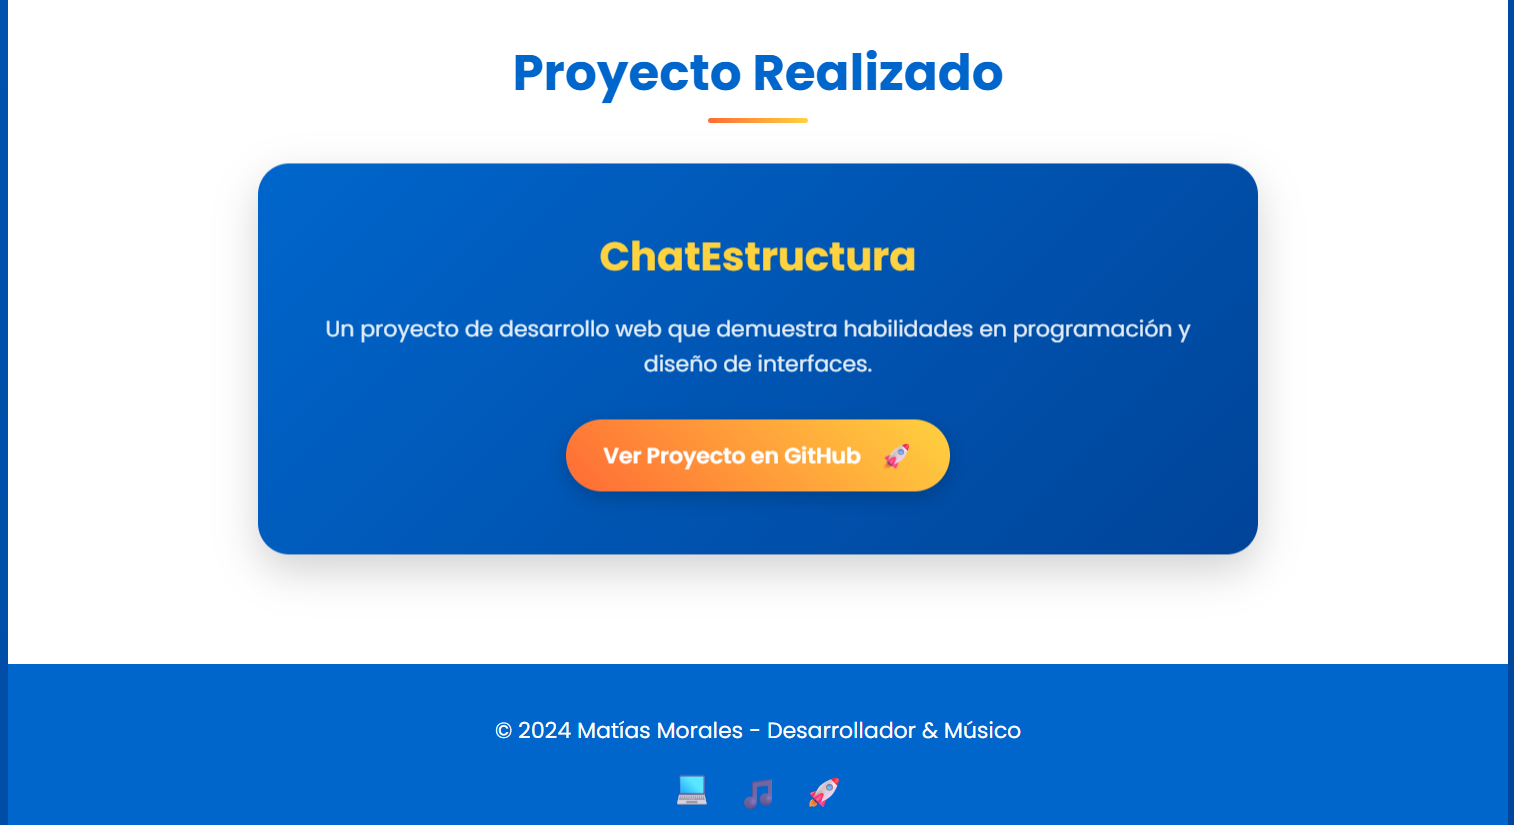 Proyecto Realizado
ChatEstructura
Un proyecto de desarrollo web que demuestra habilidades en programación y
diseño de interfaces.
Ver Proyecto en GitHub 🚀
© 2024 Matías Morales - Desarrollador & Músico
💻 🎵 🚀